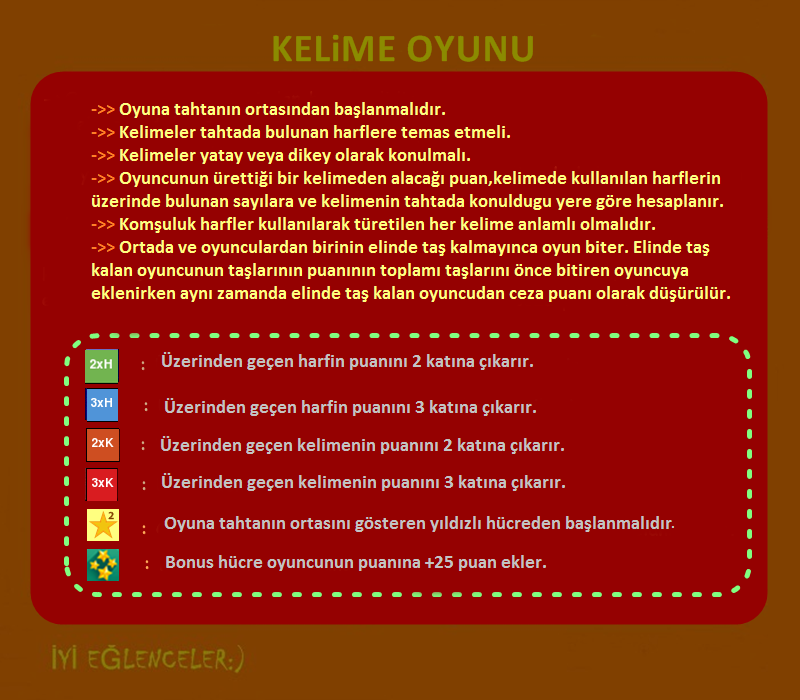 KELiME OYUNU
->> Oyuna tahtanın ortasından başlanmalıdır.
->> Kelimeler tahtada bulunan harflere temas etmeli.
->> Kelimeler yatay veya dikey olarak konulmalı.
->> Oyuncunun ürettiği bir kelimeden alacağı puan,kelimede kullanılan harflerin
üzerinde bulunan sayılara ve kelimenin tahtada konuldugu yere göre hesaplanır.
->> Komşuluk harfler kullanılarak türetilen her kelime anlamlı olmalıdır.
->> Ortada ve oyunculardan birinin elinde taş kalmayınca oyun biter. Elinde taş
kalan oyuncunun taşlarının puanının toplamı taşlarını önce bitiren oyuncuya
eklenirken aynı zamanda elinde taş kalan oyuncudan ceza puanı olarak düşürülür.
2xH : Üzerinden geçen harfin puanını 2 katına çıkarır.
3xH : Üzerinden geçen harfin puanını 3 katına çıkarır.
2xK : Üzerinden geçen kelimenin puanını 2 katına çıkarır.
3xK : Üzerinden geçen kelimenin puanını 3 katına çıkarır.
2 : Oyuna tahtanın ortasını gösteren yıldızlı hücreden başlanmalıdır.
: Bonus hücre oyuncunun puanına +25 puan ekler.
İYİ EĞLENCELER:)